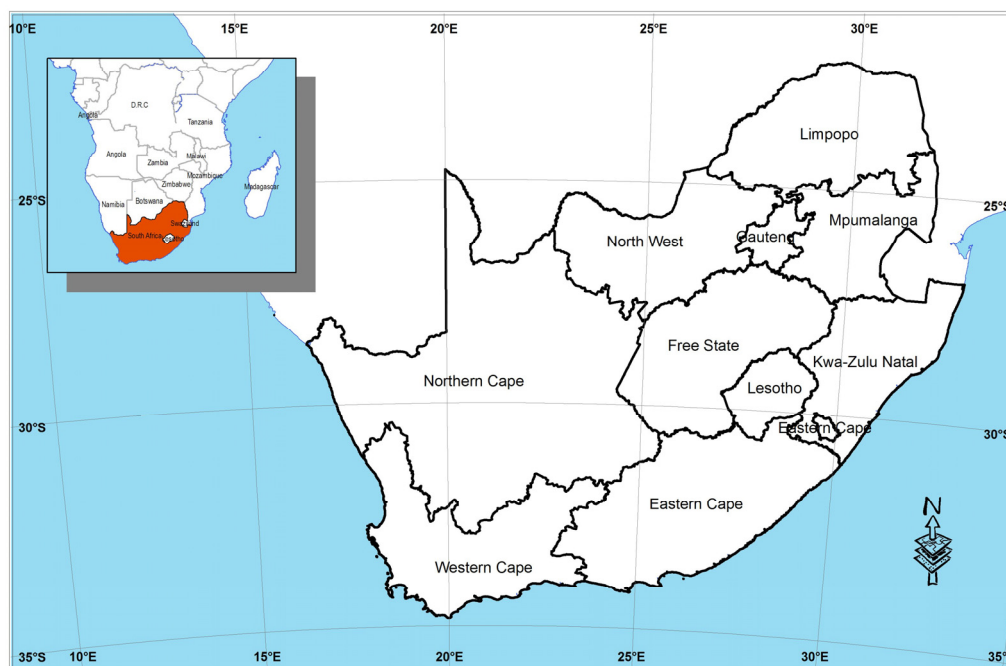 10°E 15°E 20°E 25°E 30°E
D.R.C
Angola
Tanzania
Angola
Malawi
Zambia
Mozambique
Zimbabwe
Madagascar
Botswana
Namibia
Swaziland
South Africa
Lesotho
Limpopo
25°S 25°S
Mpumalanga
Gauteng
North West
Free State
Kwa-Zulu Natal
Northern Cape
Lesotho
30°S 30°S
Eastern Cape
Eastern Cape
N
Western Cape
35°S 10°E 15°E 20°E 25°E 30°E 35°S